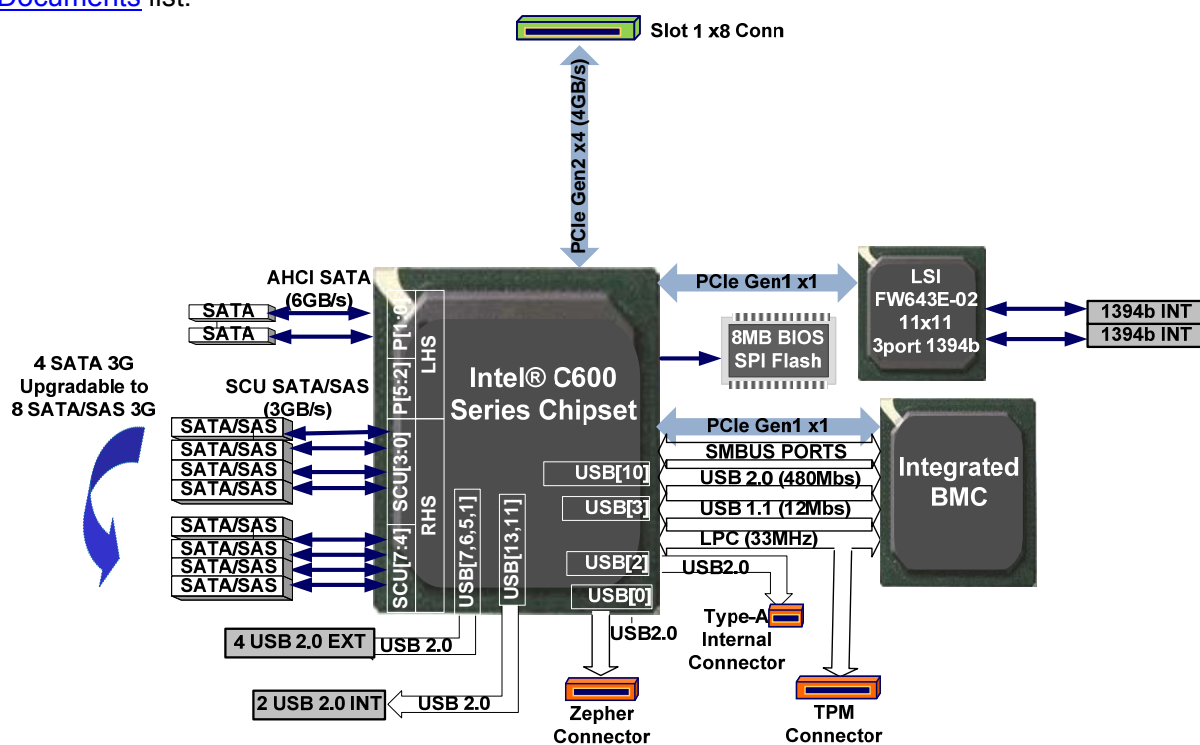 Documents list.
Slot 1 x8 Conn
PCIe Gen2 x4 (4GB/s)
AHCI SATA
(6GB/s)
SATA
SATA
4 SATA 3G
Upgradable to
8 SATA/SAS 3G
SCU SATA/SAS
(3GB/s)
SATA/SAS
SATA/SAS
SATA/SAS
SATA/SAS
SATA/SAS
SATA/SAS
SATA/SAS
SATA/SAS
P[1:0]
P[5:2]
LHS
SCU[3:0]
SCU[7:4]
RHS
Intel® C600
Series Chipset
USB[7,6,5,1]
USB[13,11]
USB[10]
USB[3]
USB[2]
USB[0]
PCIe Gen1 x1
LSI
FW643E-02
11x11
3port 1394b
1394b INT
1394b INT
8MB BIOS
SPI Flash
PCIe Gen1 x1
SMBUS PORTS
USB 2.0 (480Mbs)
USB 1.1 (12Mbs)
LPC (33MHz)
USB2.0
Integrated
BMC
Type-A
Internal
Connector
USB2.0
4 USB 2.0 EXT
USB 2.0
2 USB 2.0 INT
USB 2.0
Zepher
Connector
TPM
Connector